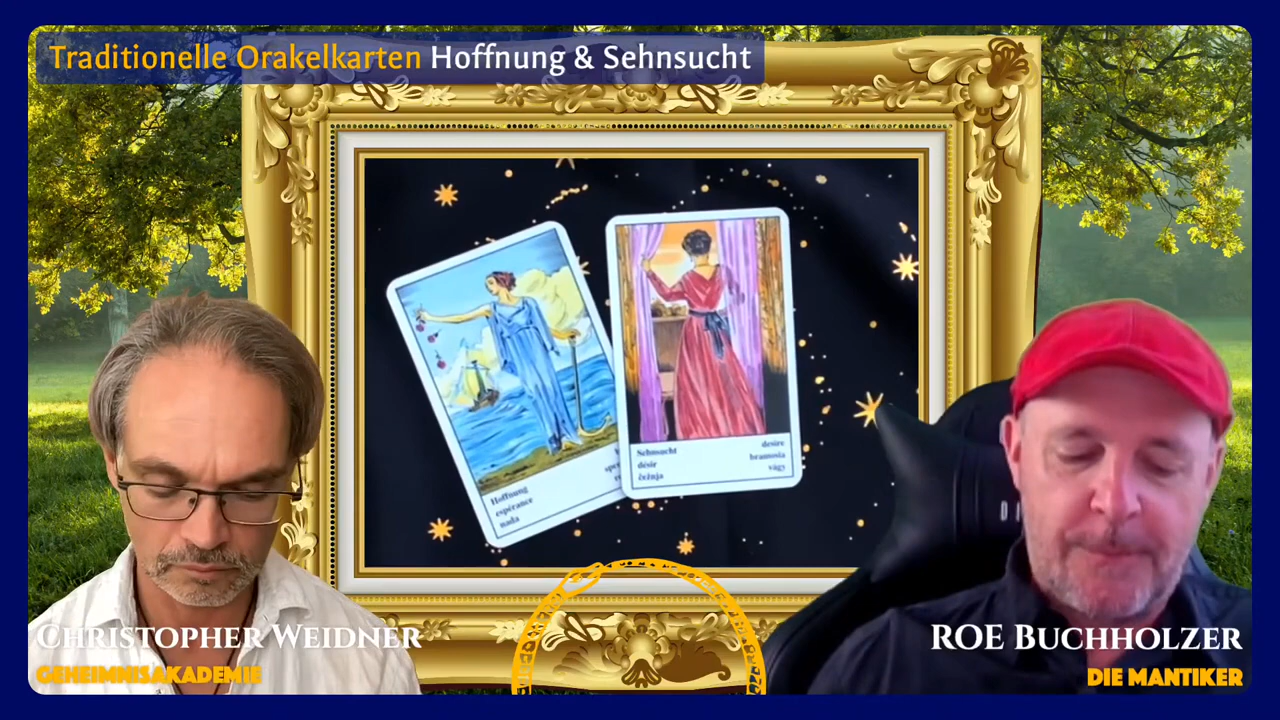 Traditionelle Orakelkarten Hoffnung & Sehnsucht
Hoffnung
espérance
nada
Sehnsucht
désir
čežnja
desire
bramosia
vágy
Christopher Weidner
GEHEIMNISAKADEMIE
ROE Buchholzer
DIE MANTIKER